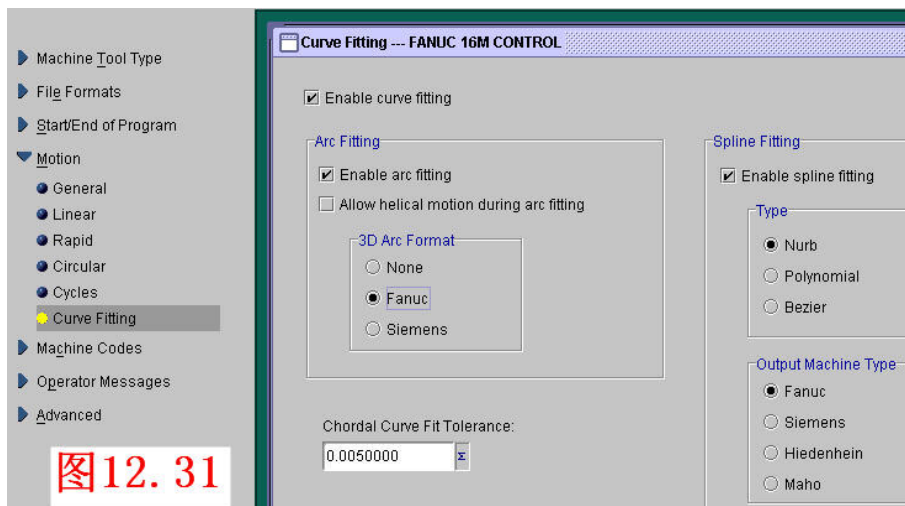 Machine Tool Type
File Formats
Start/End of Program
Motion
General
Linear
Rapid
Circular
Cycles
Curve Fitting
Machine Codes
Operator Messages
Advanced
图12.31
Curve Fitting --- FANUC 16M CONTROL
Enable curve fitting
Arc Fitting
Enable arc fitting
Allow helical motion during arc fitting
3D Arc Format
None
Fanuc
Siemens
Chordal Curve Fit Tolerance:
0.0050000
Σ
Spline Fitting
Enable spline fitting
Type
Nurb
Polynomial
Bezier
Output Machine Type
Fanuc
Siemens
Hiedenhein
Maho